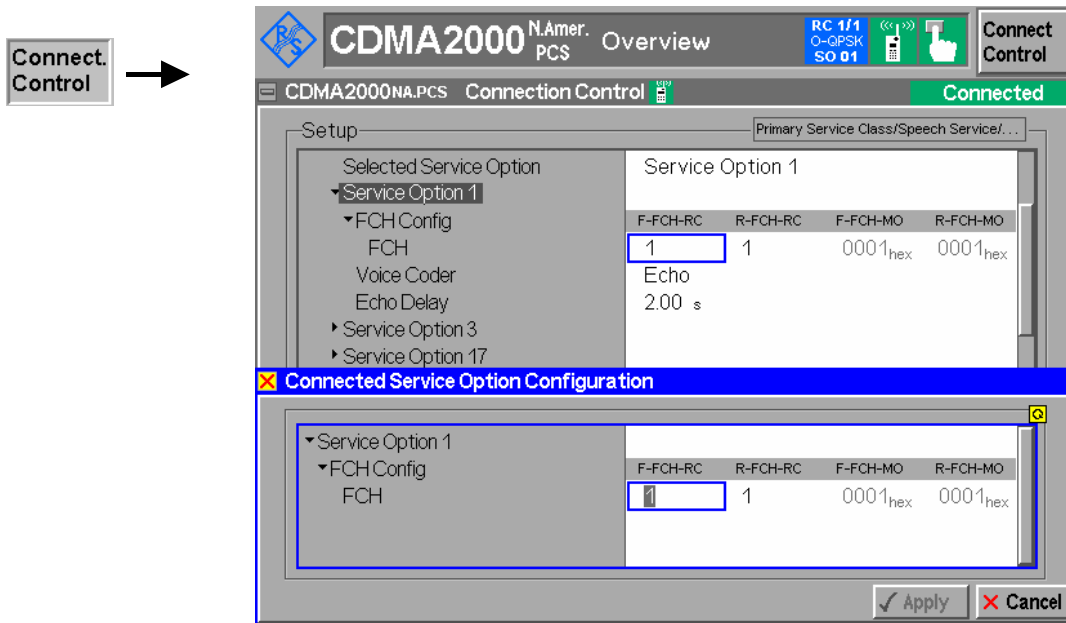 Connect.
Control
R S
CDMA2000 N.Amer. PCS Overview
RC 1/1
O-QPSK
SO 01
Connect
Control
CDMA2000 NA.PCS Connection Control
Connected
Setup
Primary Service Class/Speech Service/...
Selected Service Option Service Option 1
Service Option 1
FCH Config F-FCH-RC R-FCH-RC F-FCH-MO R-FCH-MO
FCH 1 1 0001hex 0001hex
Voice Coder Echo
Echo Delay 2.00 s
Service Option 3
Service Option 17
Connected Service Option Configuration
Service Option 1
FCH Config F-FCH-RC R-FCH-RC F-FCH-MO R-FCH-MO
FCH 1 1 0001hex 0001hex
Apply Cancel